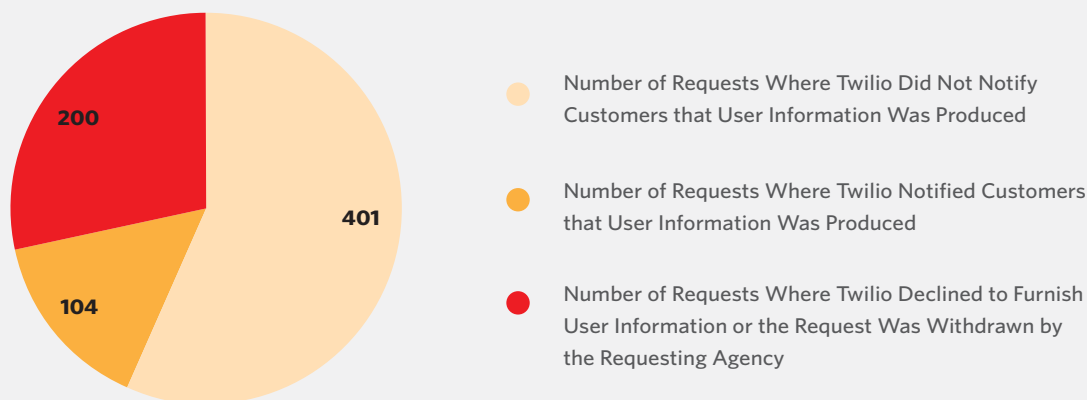 200
401
104
Number of Requests Where Twilio Did Not Notify
Customers that User Information Was Produced
Number of Requests Where Twilio Notified Customers
that User Information Was Produced
Number of Requests Where Twilio Declined to Furnish
User Information or the Request Was Withdrawn by
the Requesting Agency